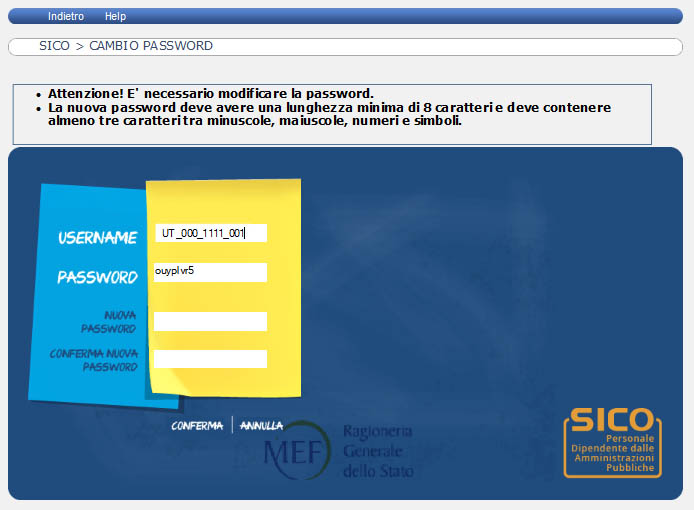 Indietro Help
SICO > CAMBIO PASSWORD
• Attenzione! E' necessario modificare la password.
• La nuova password deve avere una lunghezza minima di 8 caratteri e deve contenere
almeno tre caratteri tra minuscole, maiuscole, numeri e simboli.
USERNAME UT_000_1111_001
PASSWORD ouyplvr5
NUOVA
PASSWORD
CONFERMA NUOVA
PASSWORD
CONFERMA | ANNULLA
MEF
Ragioneria
Generale
dello Stato
SICO
Personale
Dipendente dalle
Amministrazioni
Pubbliche